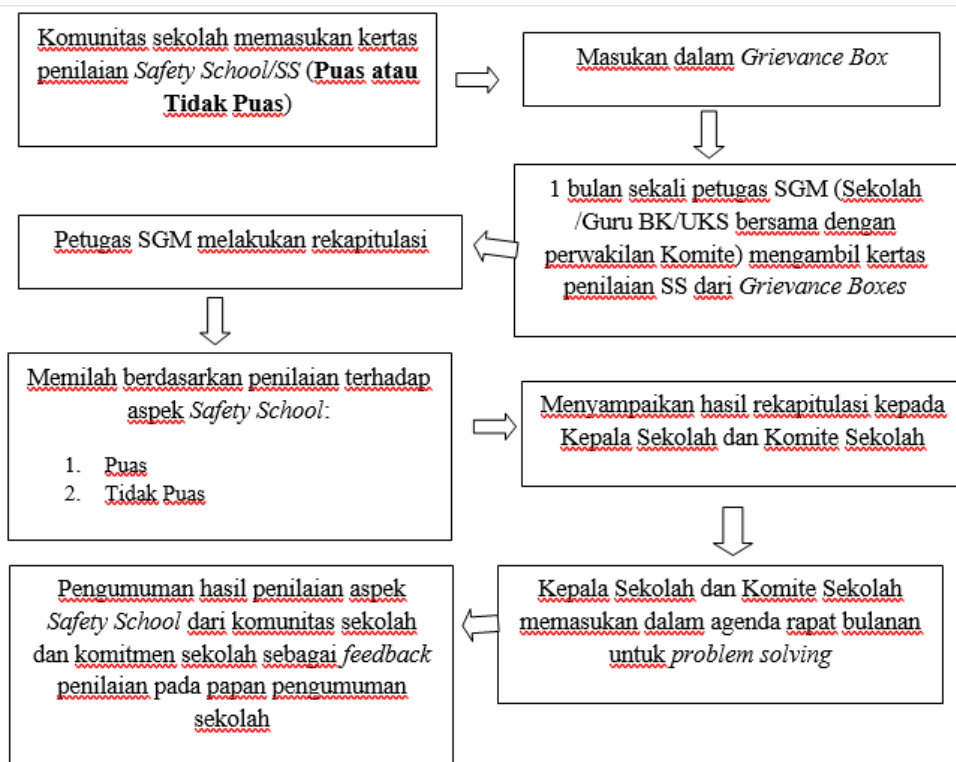 Komunitas sekolah memasukan kertas
penilaian Safety School/SS (Puas atau
Tidak Puas)
Masukan dalam Grievance Box
1 bulan sekali petugas SGM (Sekolah
/Guru BK/UKS bersama dengan
perwakilan Komite) mengambil kertas
penilaian SS dari Grievance Boxes
Petugas SGM melakukan rekapitulasi
Memilah berdasarkan penilaian terhadap
aspek Safety School:
1. Puas
2. Tidak Puas
Menyampaikan hasil rekapitulasi kepada
Kepala Sekolah dan Komite Sekolah
Kepala Sekolah dan Komite Sekolah
memasukan dalam agenda rapat bulanan
untuk problem solving
Pengumuman hasil penilaian aspek
Safety School dari komunitas sekolah
dan komitmen sekolah sebagai feedback
penilaian pada papan pengumuman
sekolah